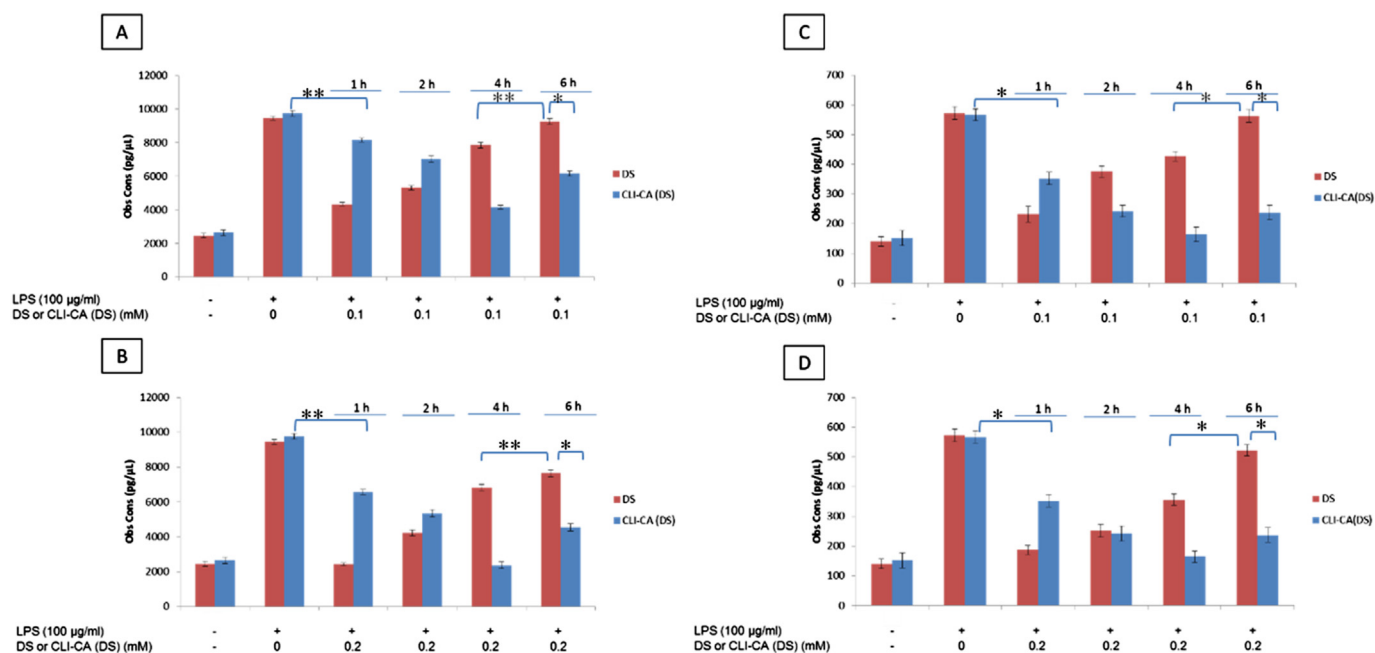 A
Obs Cons (pg/µL)
12000
10000
8000
6000
4000
2000
0
1 h 2 h 4 h 6 h
** ** *
DS
CLI-CA (DS)
LPS (100 µg/ml) - + + + + +
DS or CLI-CA (DS) (mM) - 0 0.1 0.1 0.1 0.1
B
Obs Cons (pg/µL)
12000
10000
8000
6000
4000
2000
0
1 h 2 h 4 h 6 h
** ** *
DS
CLI-CA (DS)
LPS (100 µg/ml) - + + + + +
DS or CLI-CA (DS) (mM) - 0 0.2 0.2 0.2 0.2
C
Obs Cons (pg/µL)
700
600
500
400
300
200
100
0
1 h 2 h 4 h 6 h
* * *
DS
CLI-CA(DS)
LPS (100 µg/ml) - + + + + +
DS or CLI-CA (DS) (mM) - 0 0.1 0.1 0.1 0.1
D
Obs Cons (pg/µL)
700
600
500
400
300
200
100
0
1 h 2 h 4 h 6 h
* * *
DS
CLI-CA(DS)
LPS (100 µg/ml) - + + + + +
DS or CLI-CA (DS) (mM) - 0 0.2 0.2 0.2 0.2